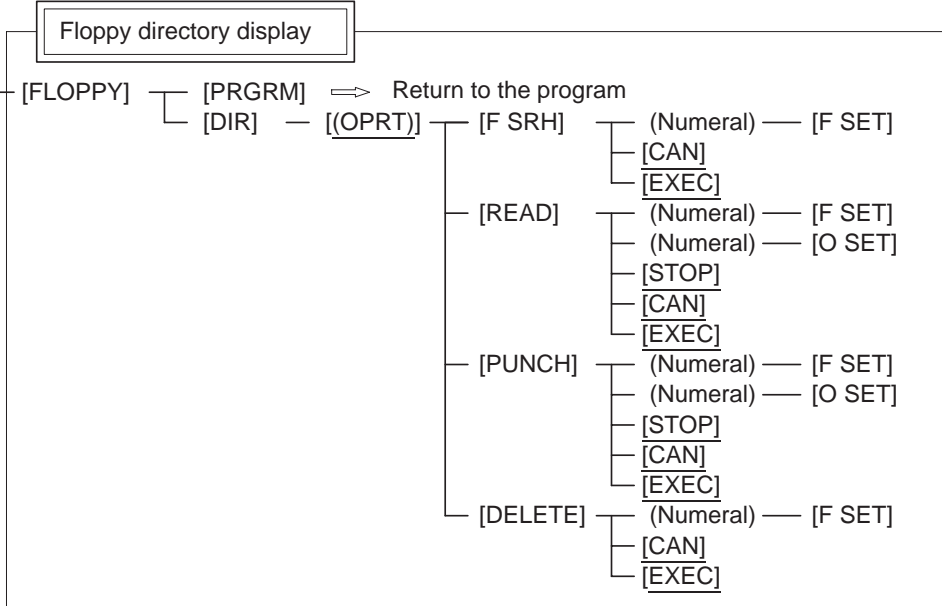 Floppy directory display
[FLOPPY] [PRGRM] Return to the program
[DIR] [(OPRT)] [F SRH] (Numeral) [F SET]
[CAN]
[EXEC]
[READ] (Numeral) [F SET]
(Numeral) [O SET]
[STOP]
[CAN]
[EXEC]
[PUNCH] (Numeral) [F SET]
(Numeral) [O SET]
[STOP]
[CAN]
[EXEC]
[DELETE] (Numeral) [F SET]
[CAN]
[EXEC]